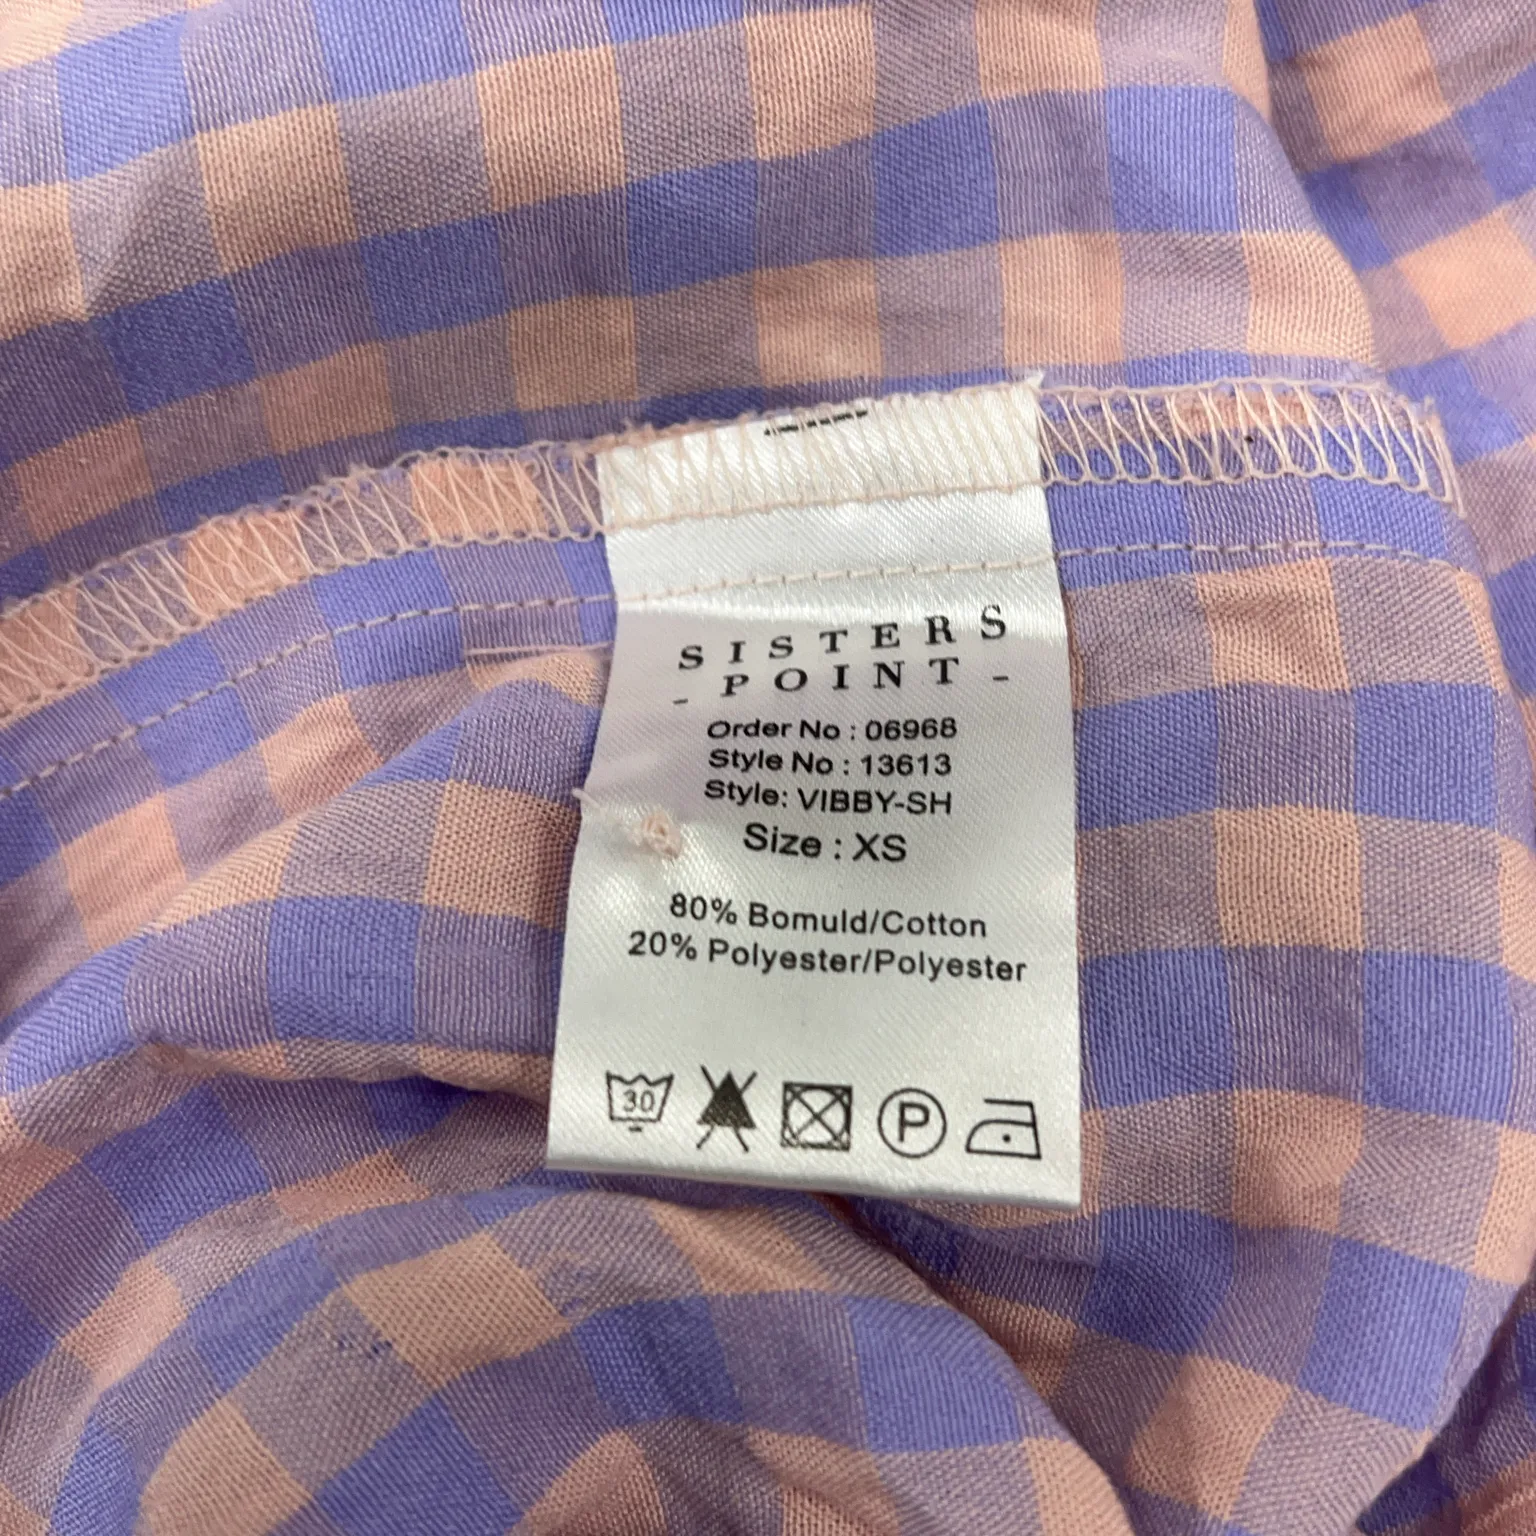 SISTERS
- POINT -
Order No : 06968
Style No : 13613
Style: VIBBY-SH
Size : XS
80% Bomuld/Cotton
20% Polyester/Polyester
30
P